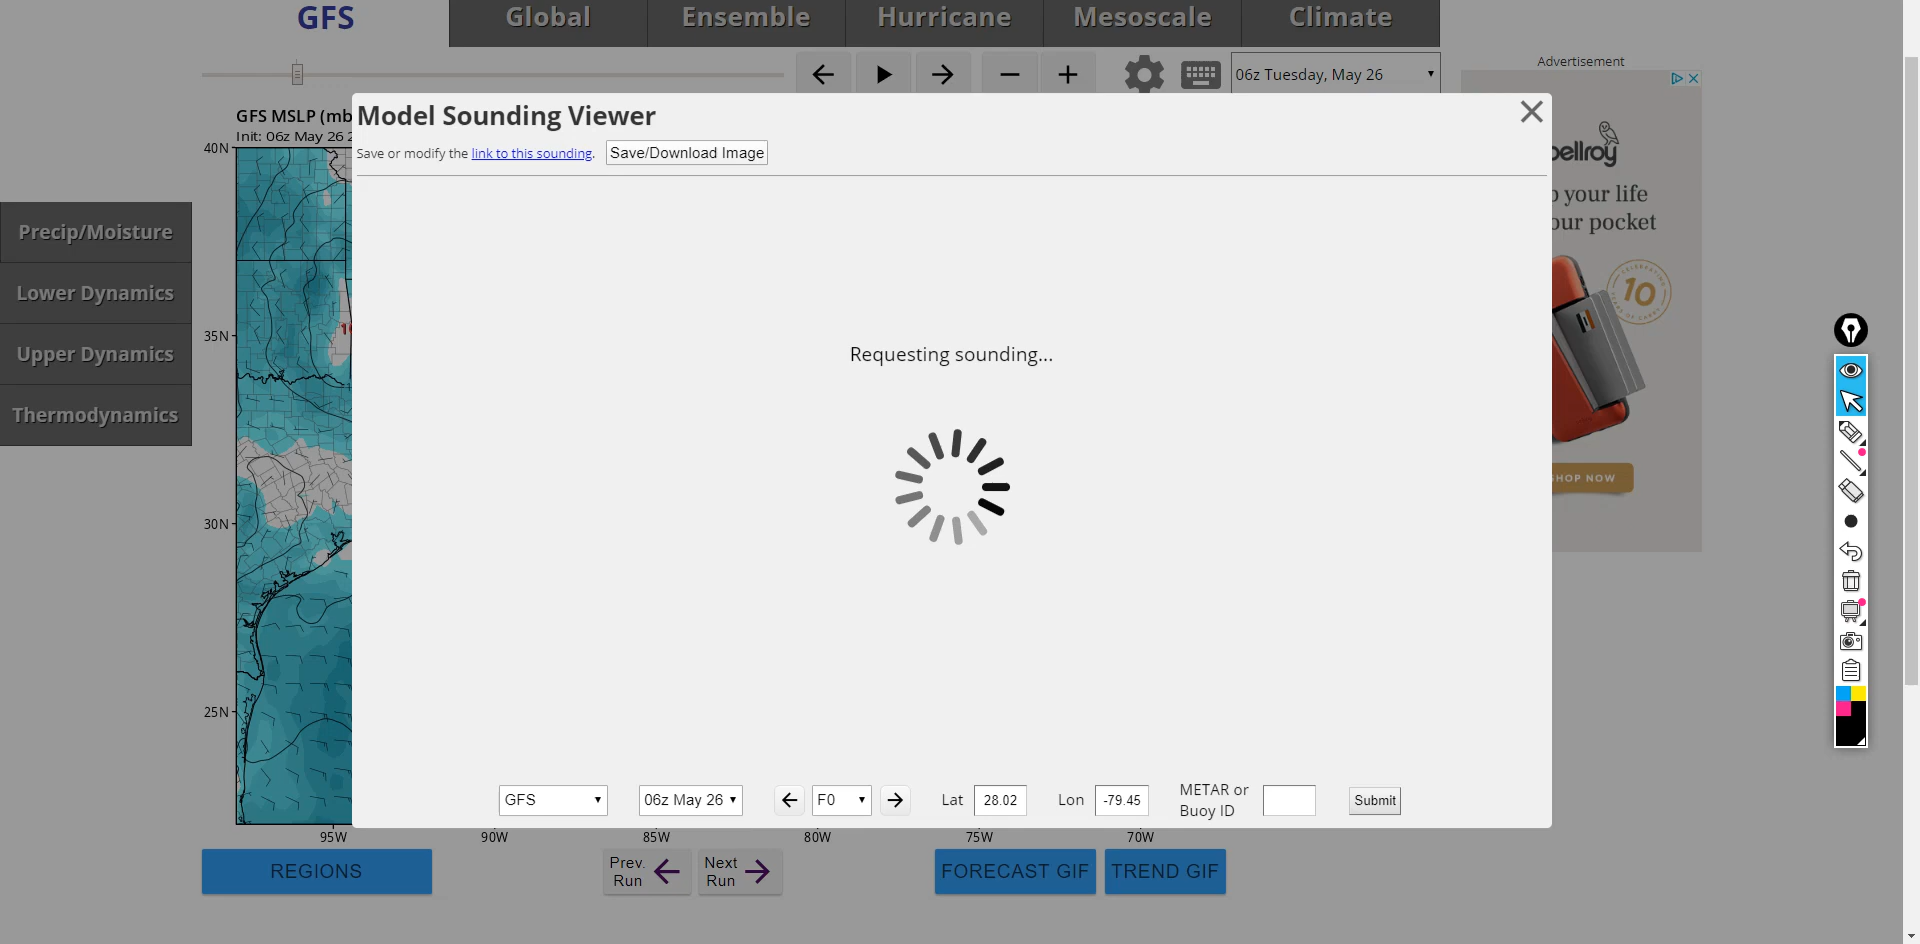 GFS
Global
Ensemble
Hurricane
Mesoscale
Climate
06z Tuesday, May 26
Advertisement
GFS MSLP (mb
Init: 06z May 26 2
Model Sounding Viewer
Save or modify the link to this sounding. Save/Download Image
40N
35N
30N
25N
Precip/Moisture
Lower Dynamics
Upper Dynamics
Thermodynamics
Requesting sounding...
bellroy
your life
our pocket
10
SHOP NOW
GFS
06z May 26
F0
Lat 28.02
Lon -79.45
METAR or
Buoy ID
Submit
95W 90W 85W 80W 75W 70W
REGIONS
Prev.
Run
Next
Run
FORECAST GIF
TREND GIF